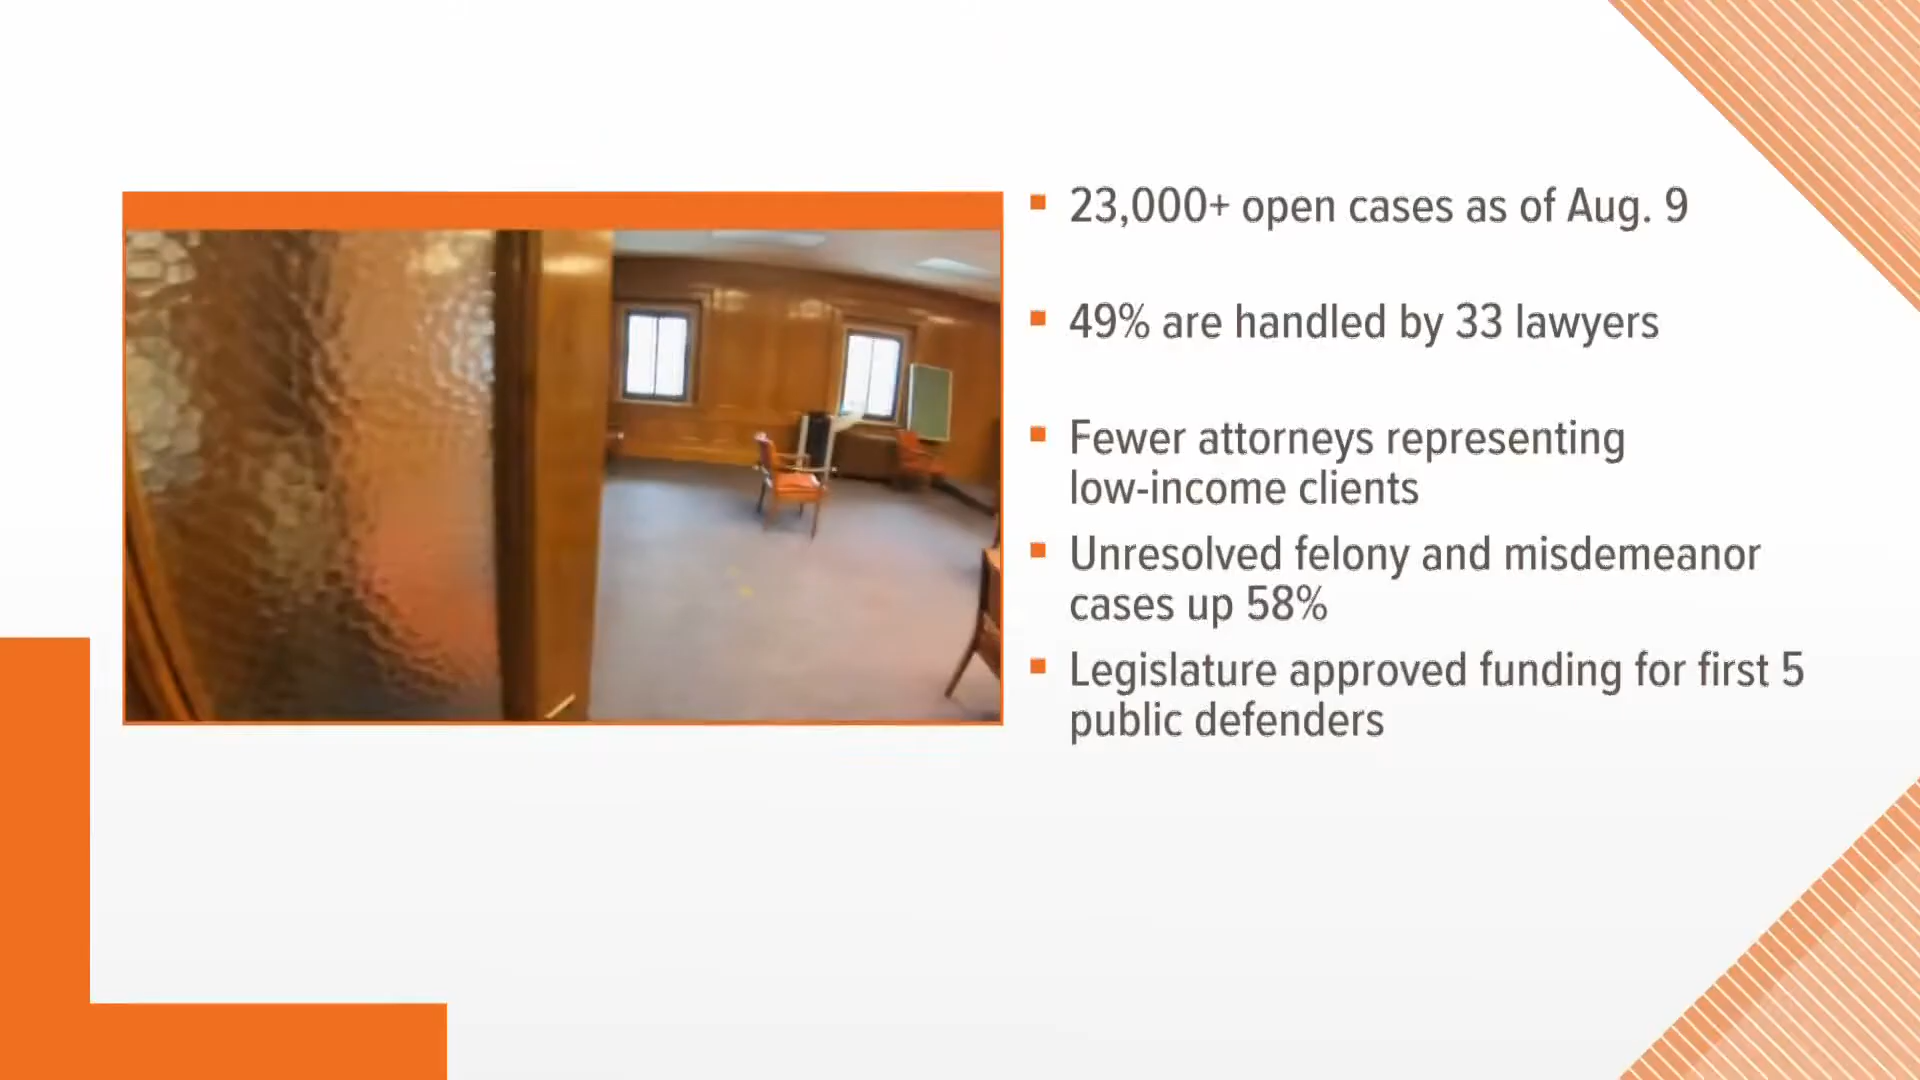 23,000+ open cases as of Aug. 9
49% are handled by 33 lawyers
Fewer attorneys representing
low-income clients
Unresolved felony and misdemeanor
cases up 58%
Legislature approved funding for first 5
public defenders